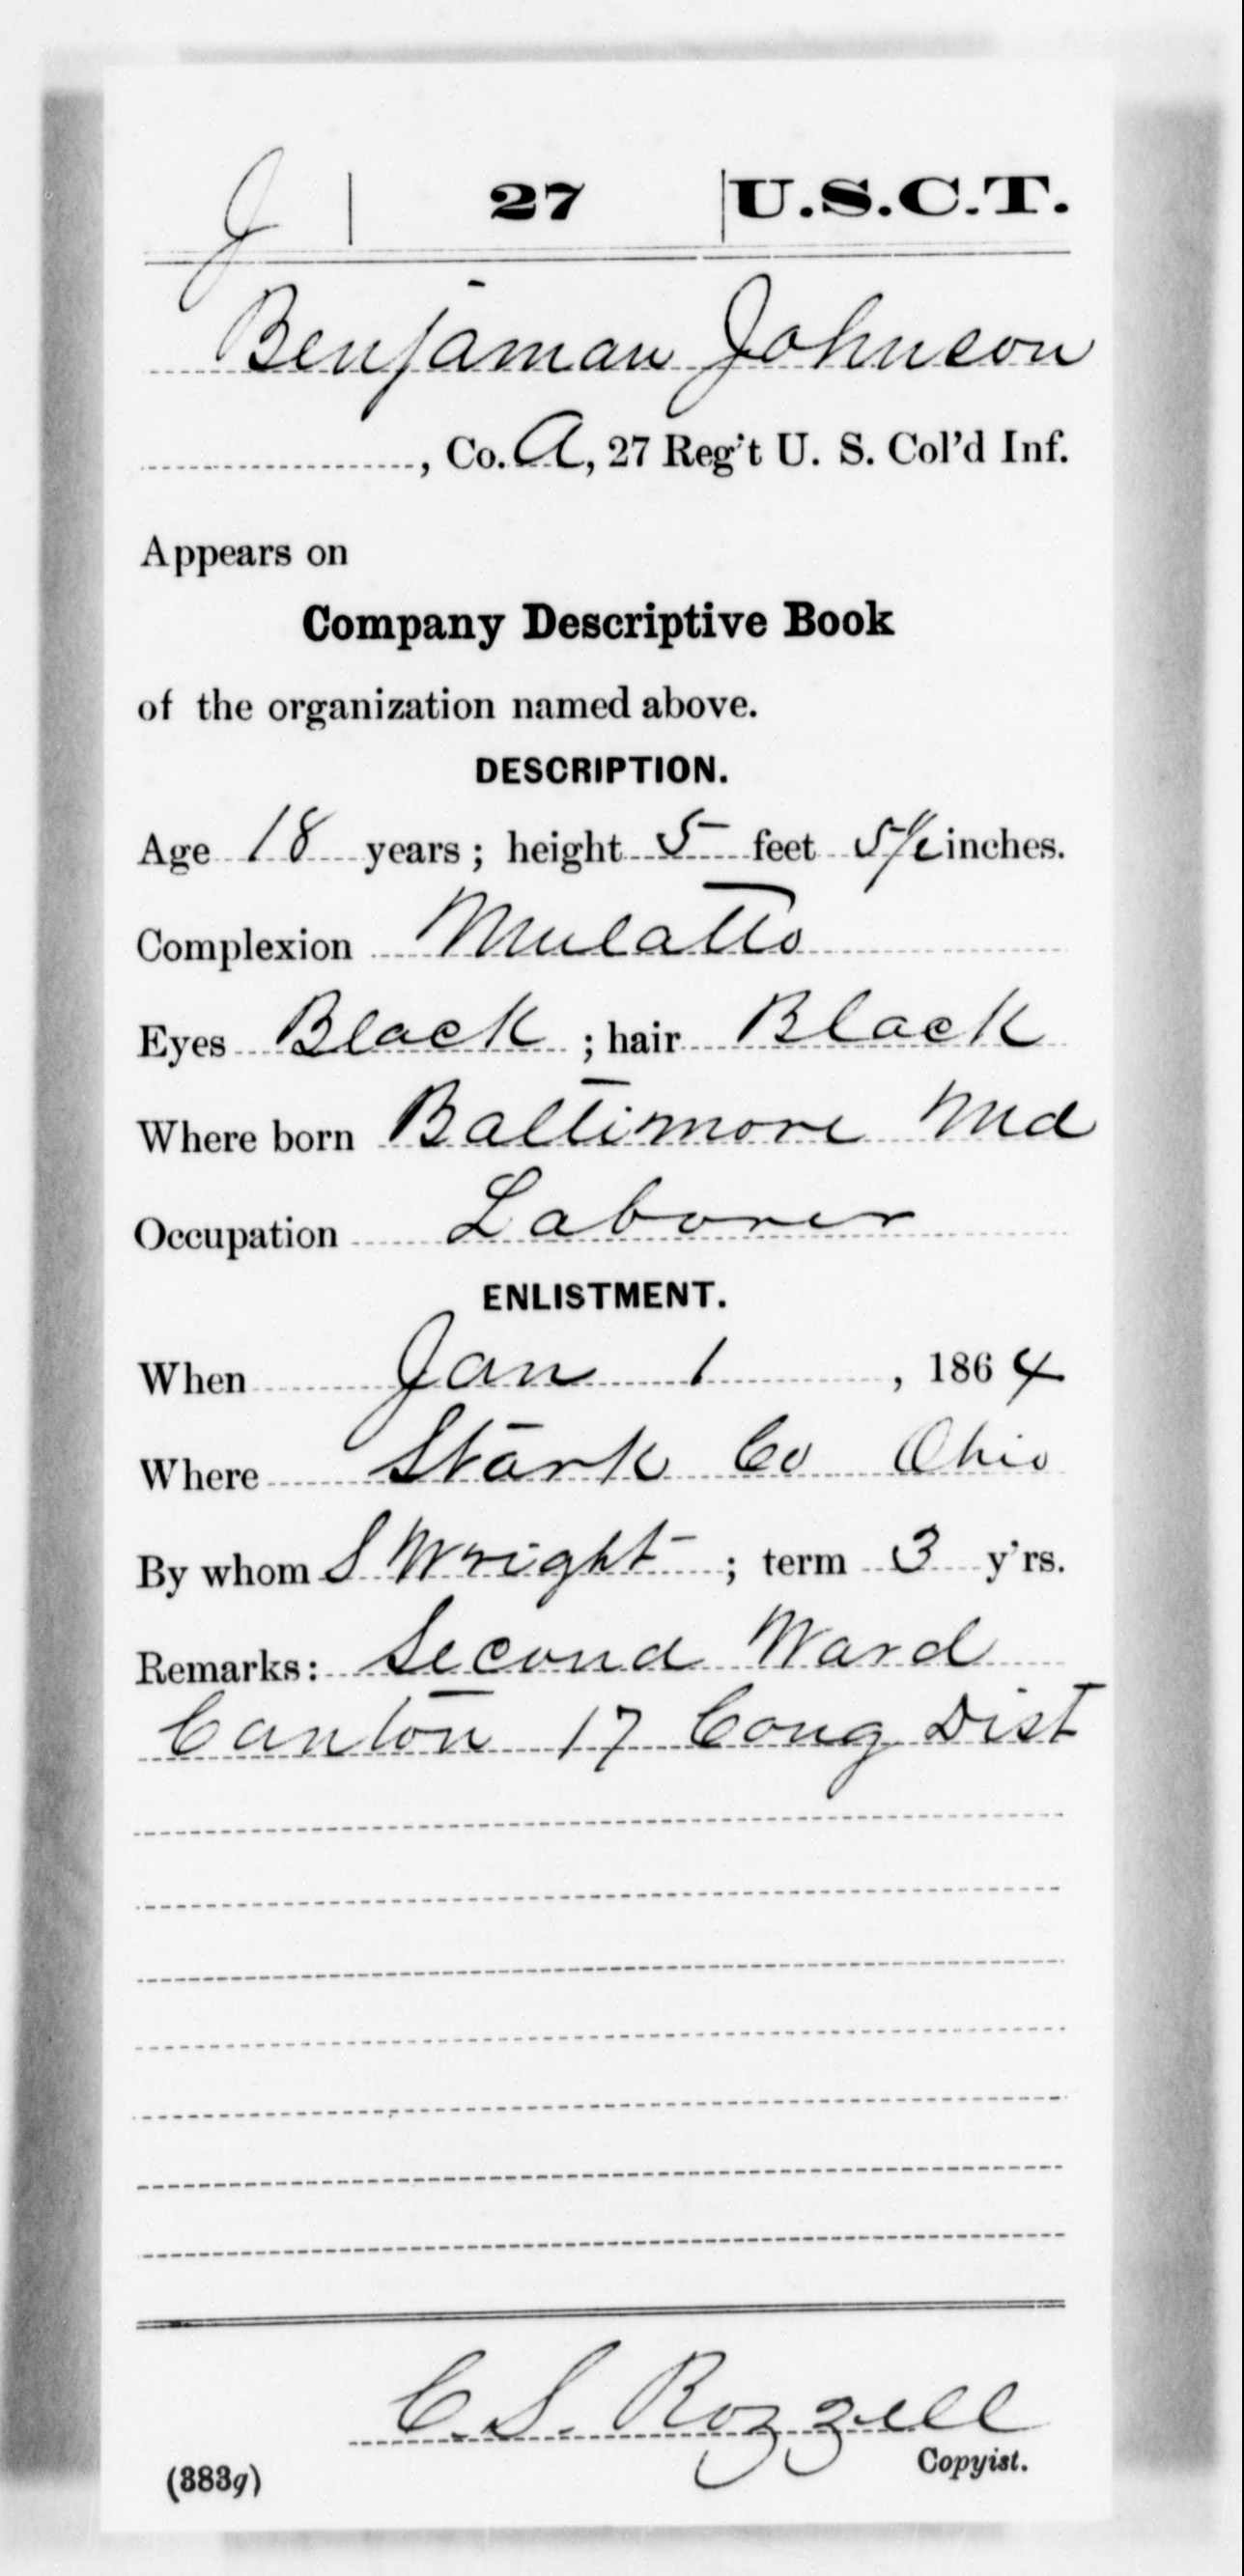 J | 27 | U.S.C.T.
Benjaman Johnson
, Co. A, 27 Reg't U. S. Col'd Inf.
Appears on
Company Descriptive Book
of the organization named above.
DESCRIPTION.
Age 18 years; height 5 feet 5½ inches.
Complexion Mulatto
Eyes Black; hair Black
Where born Baltimore Md
Occupation Laborer
ENLISTMENT.
When Jan 1, 1864
Where Stark Co Ohio
By whom S Wright; term 3 y'rs.
Remarks: Second Ward
Canton 17 Cong Dist
C. S. Rozzell
Copyist.
(383g)